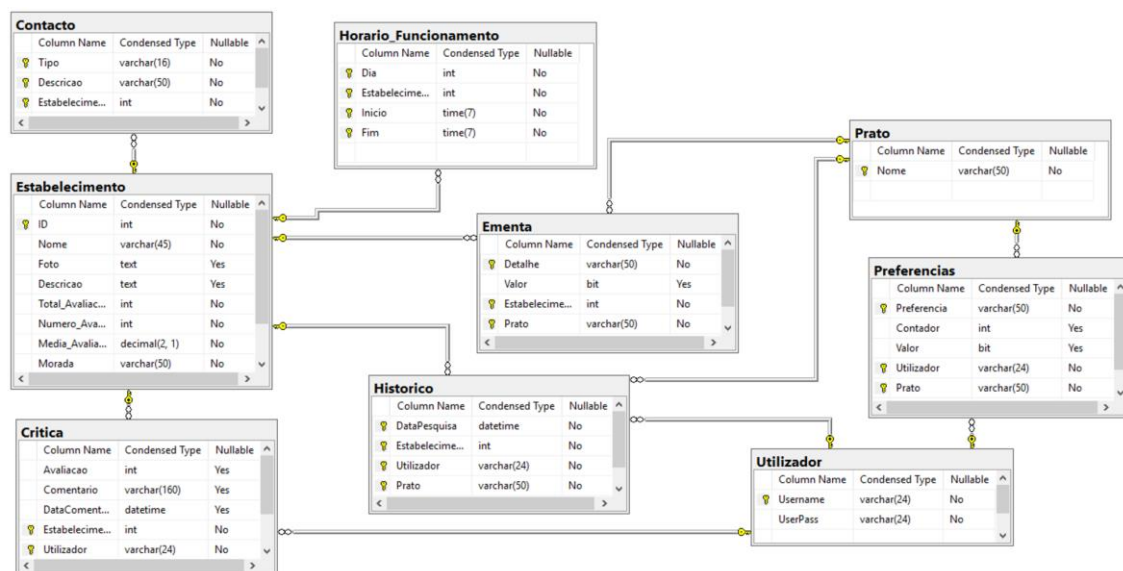 Contacto
Column Name Condensed Type Nullable
Tipo varchar(16) No
Descricao varchar(50) No
Estabelecime... int No
Horario_Funcionamento
Column Name Condensed Type Nullable
Dia int No
Estabelecime... int No
Inicio time(7) No
Fim time(7) No
Prato
Column Name Condensed Type Nullable
Nome varchar(50) No
Estabelecimento
Column Name Condensed Type Nullable
ID int No
Nome varchar(45) No
Foto text Yes
Descricao text Yes
Total_Avaliac... int No
Numero_Ava... int No
Media_Avalia... decimal(2, 1) No
Morada varchar(50) No
Ementa
Column Name Condensed Type Nullable
Detalhe varchar(50) No
Valor bit Yes
Estabelecime... int No
Prato varchar(50) No
Preferencias
Column Name Condensed Type Nullable
Preferencia varchar(50) No
Contador int Yes
Valor bit Yes
Utilizador varchar(24) No
Prato varchar(50) No
Historico
Column Name Condensed Type Nullable
DataPesquisa datetime No
Estabelecime... int No
Utilizador varchar(24) No
Prato varchar(50) No
Critica
Column Name Condensed Type Nullable
Avaliacao int Yes
Comentario varchar(160) Yes
DataComent... datetime Yes
Estabelecime... int No
Utilizador varchar(24) No
Utilizador
Column Name Condensed Type Nullable
Username varchar(24) No
UserPass varchar(24) No